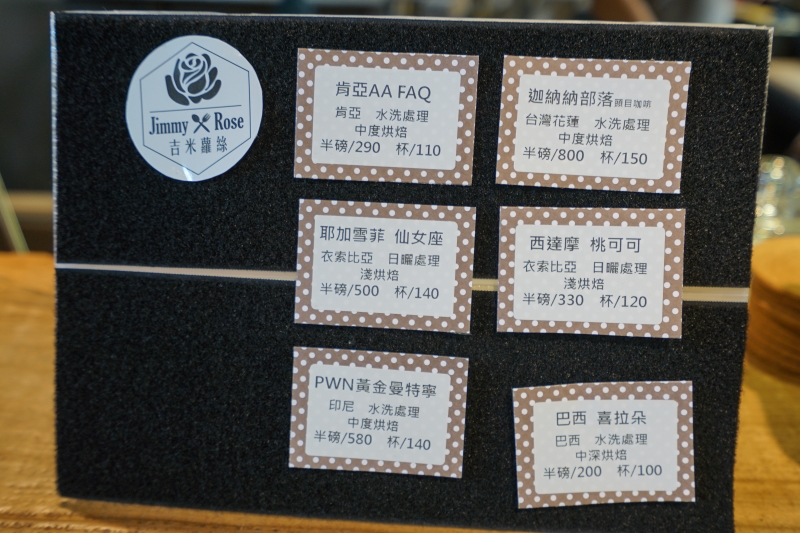 Jimmy Rose
吉米蘿絲
肯亞AA FAQ
肯亞 水洗處理
中度烘焙
半磅/290 杯/110
迦納納部落頭目咖啡
台灣花蓮 水洗處理
中度烘焙
半磅/800 杯/150
耶加雪菲 仙女座
衣索比亞 日曬處理
淺烘焙
半磅/500 杯/140
西達摩 桃可可
衣索比亞 日曬處理
淺烘焙
半磅/330 杯/120
PWN黃金曼特寧
印尼 水洗處理
中度烘焙
半磅/580 杯/140
巴西 喜拉朵
巴西 水洗處理
中深烘焙
半磅/200 杯/100